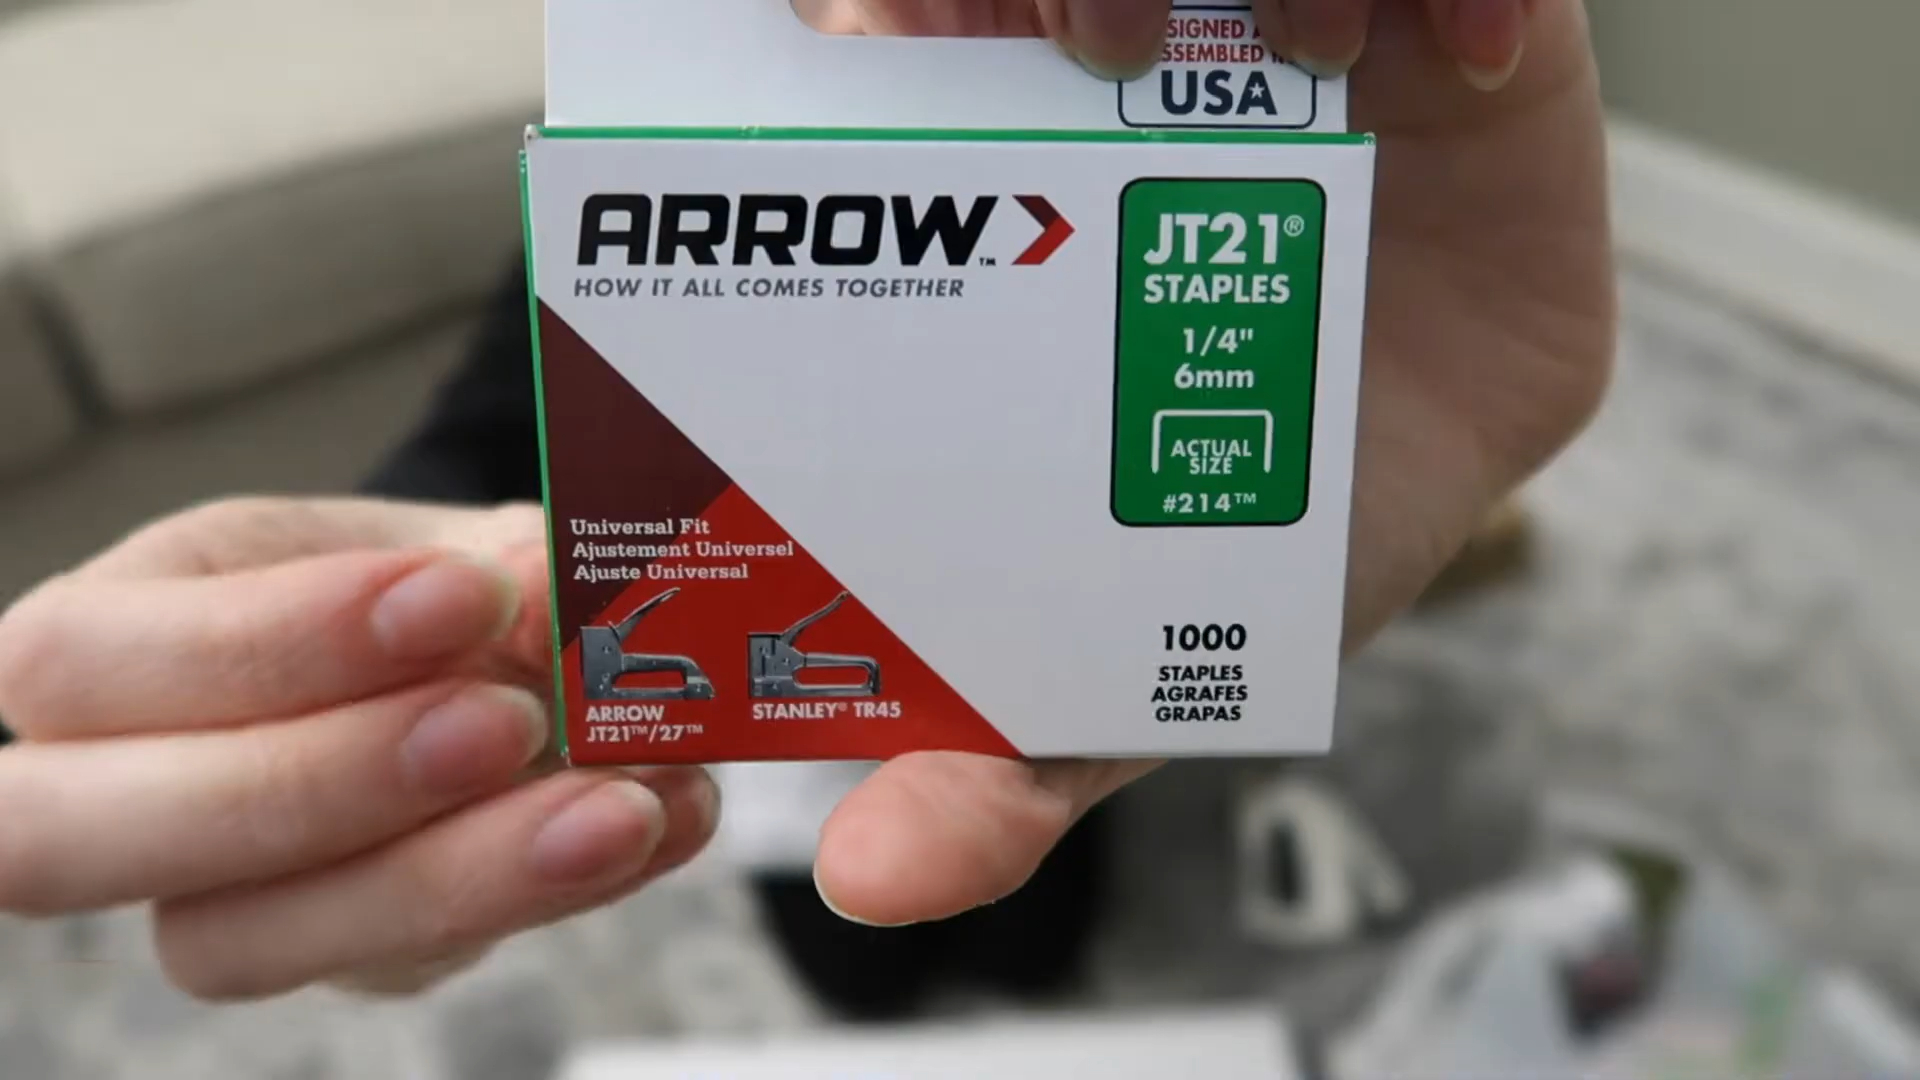 USA
ARROW™
HOW IT ALL COMES TOGETHER
JT21®
STAPLES
1/4"
6mm
ACTUAL
SIZE
#214™
Universal Fit
Ajustement Universel
Ajuste Universal
ARROW
JT21™/27™
STANLEY® TR45
1000
STAPLES
AGRAFES
GRAPAS